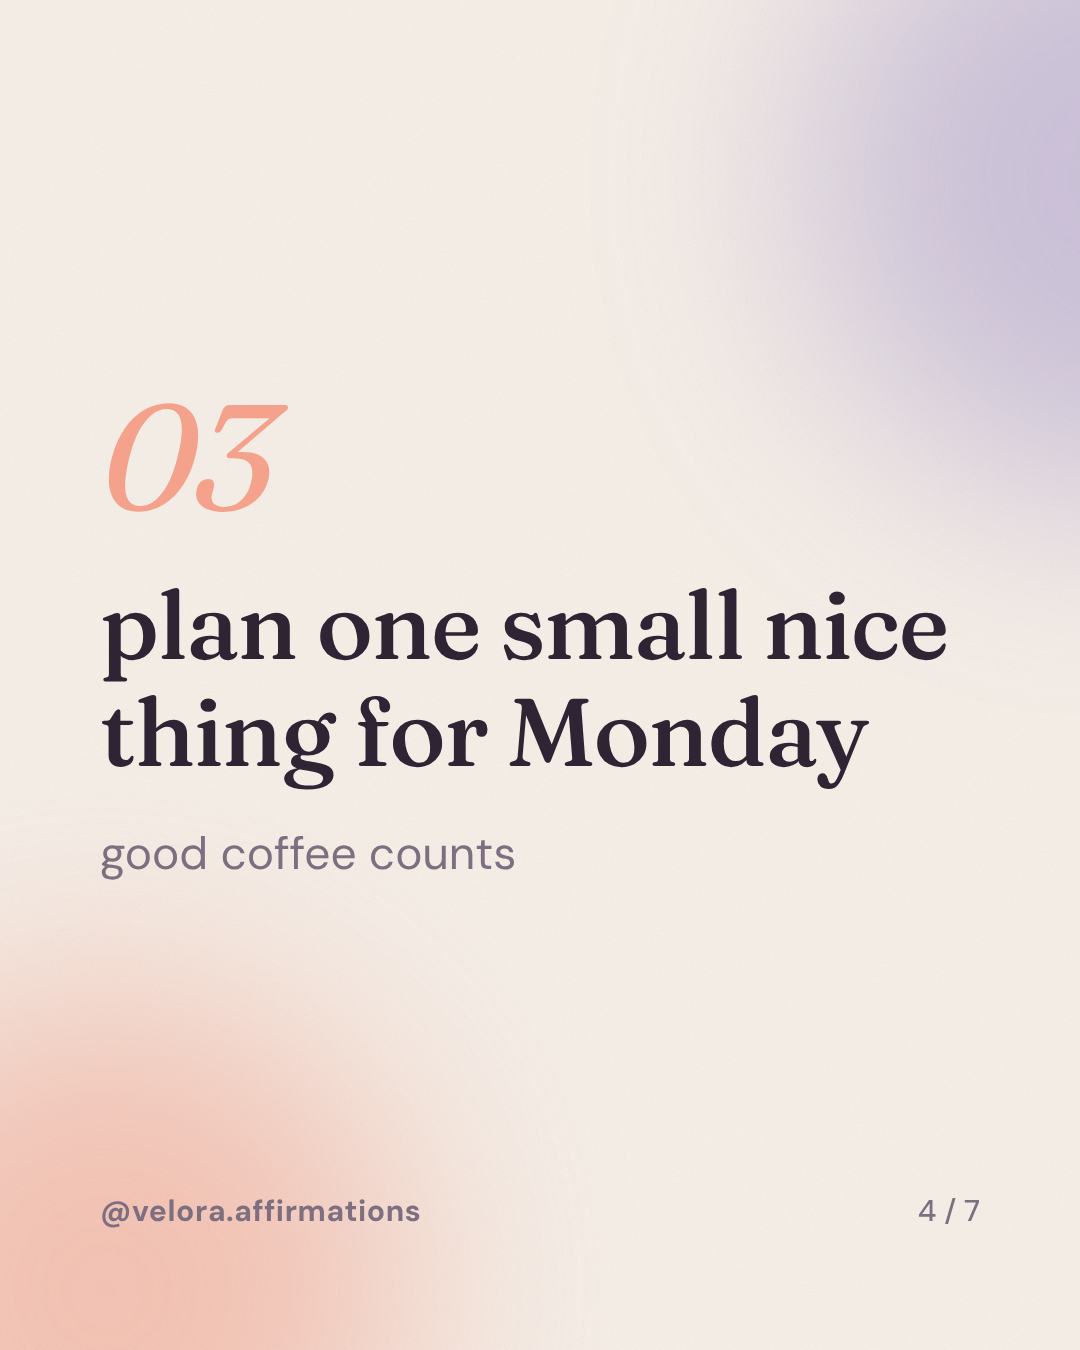 03
plan one small nice
thing for Monday
good coffee counts
@velora.affirmations
4 / 7